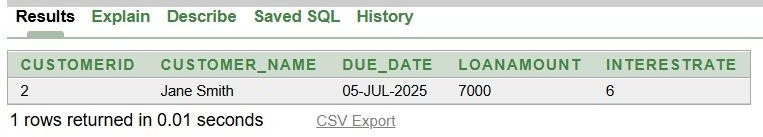 Results Explain Describe Saved SQL History
CUSTOMERID CUSTOMER_NAME DUE_DATE LOANAMOUNT INTERESTRATE
2 Jane Smith 05-JUL-2025 7000 6
1 rows returned in 0.01 seconds CSV Export